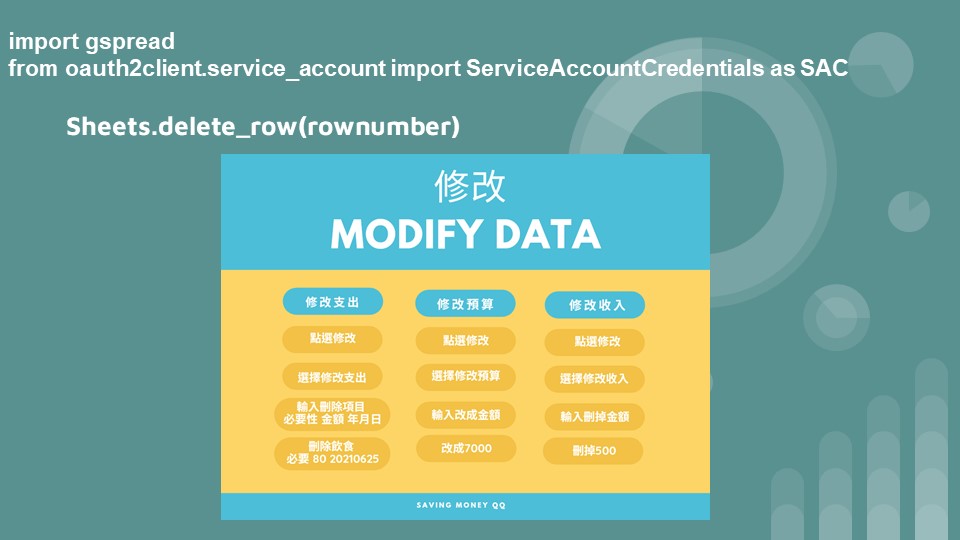 import gspread
from oauth2client.service_account import ServiceAccountCredentials as SAC
Sheets.delete_row(rownumber)
修改
MODIFY DATA
修改支出
點選修改
選擇修改支出
輸入刪除項目
必要性 金額 年月日
刪除飲食
必要 80 20210625
修改預算
點選修改
選擇修改預算
輸入改成金額
改成7000
修改收入
點選修改
選擇修改收入
輸入刪掉金額
刪掉500
SAVING MONEY QQ